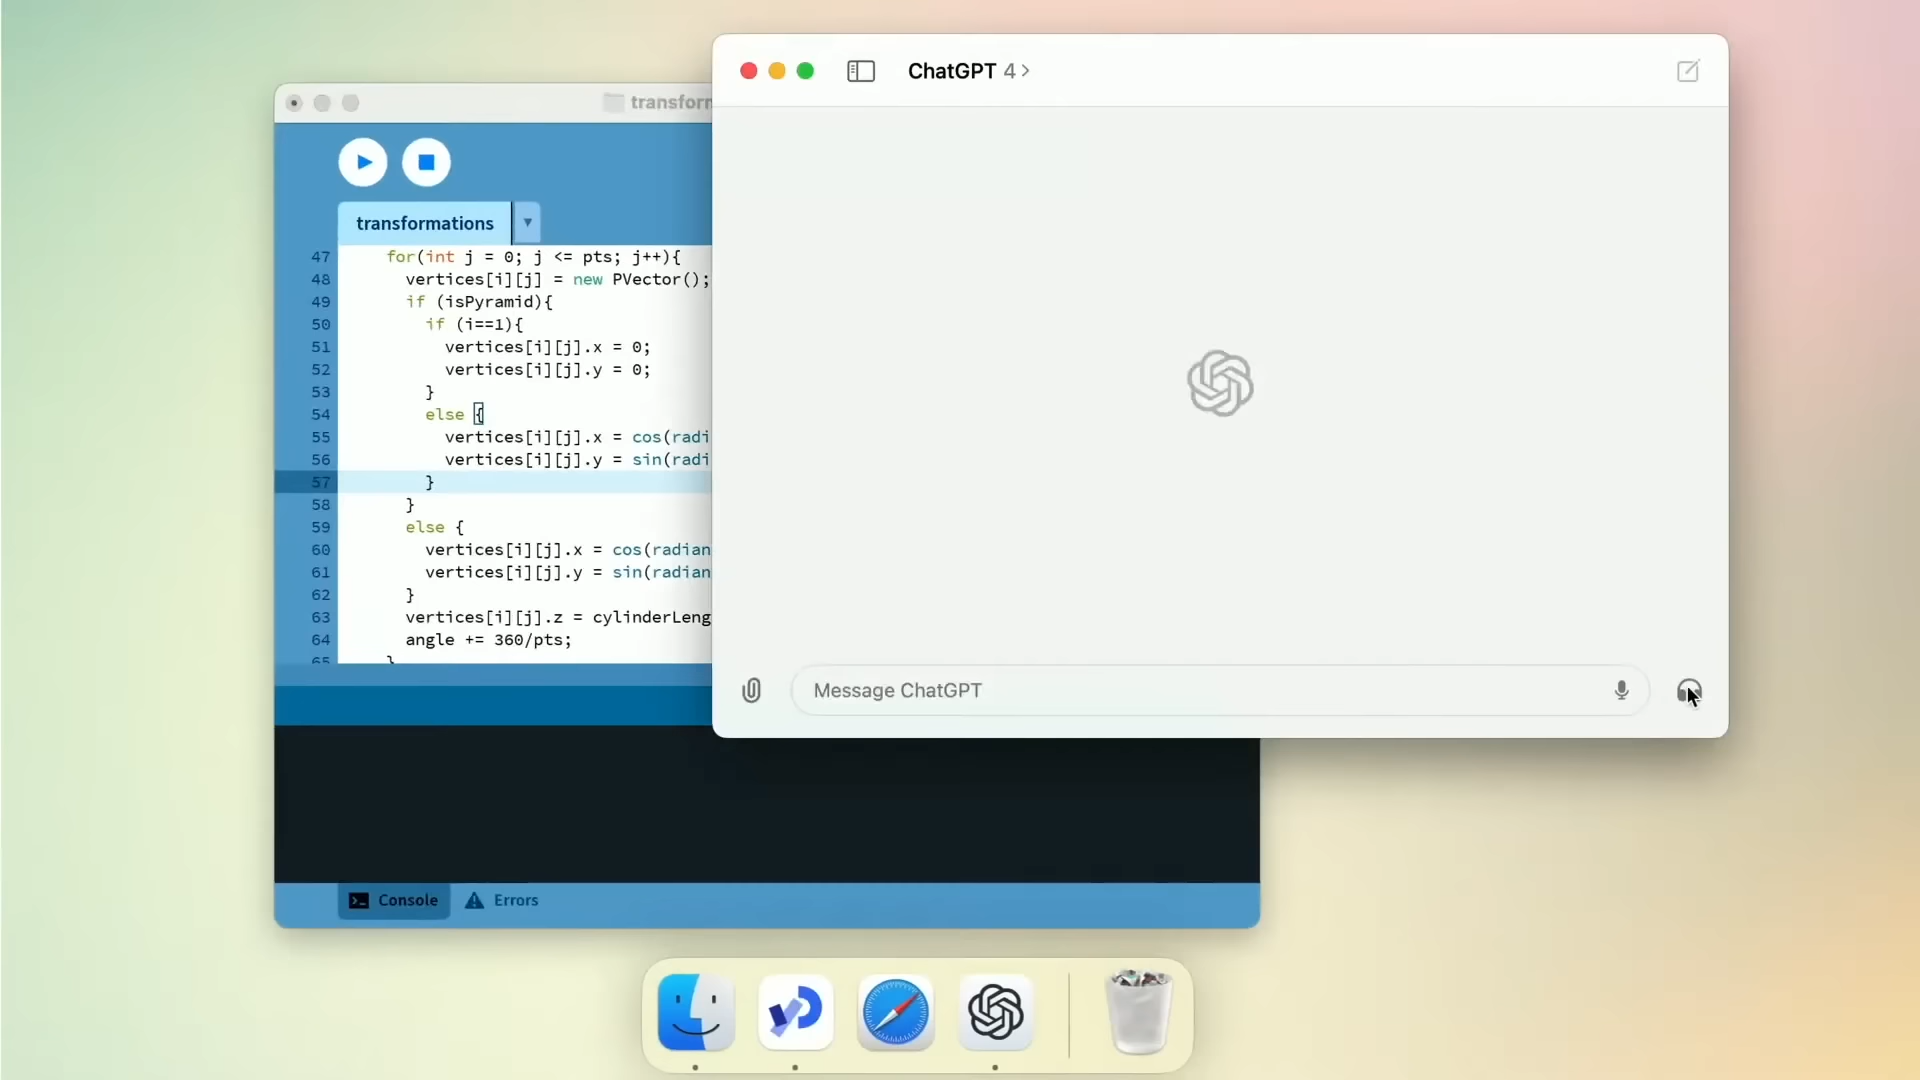 ChatGPT 4 >
transform
transformations
47 for(int j = 0; j <= pts; j++){
48 vertices[i][j] = new PVector();
49 if (isPyramid){
50 if (i==1){
51 vertices[i][j].x = 0;
52 vertices[i][j].y = 0;
53 }
54 else {
55 vertices[i][j].x = cos(radi
56 vertices[i][j].y = sin(radi
57 }
58 }
59 else {
60 vertices[i][j].x = cos(radian
61 vertices[i][j].y = sin(radian
62 }
63 vertices[i][j].z = cylinderLeng
64 angle += 360/pts;
65 }
Message ChatGPT
Console
Errors